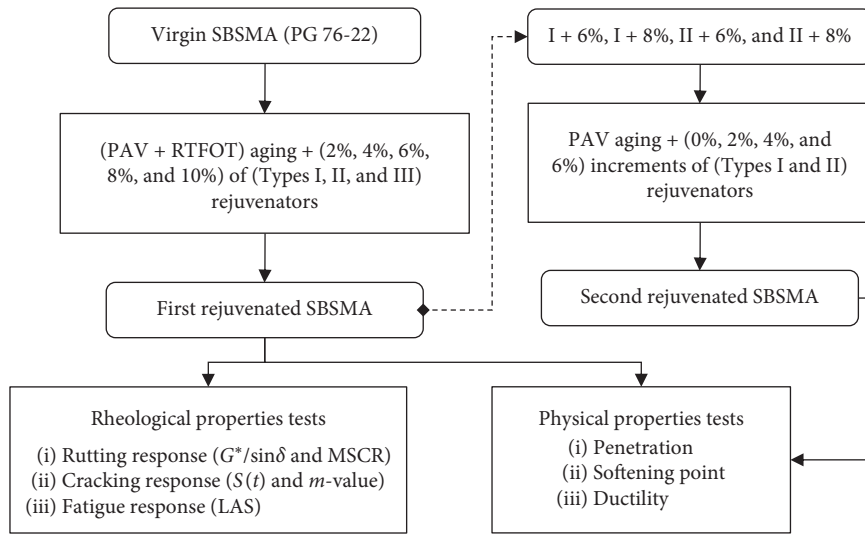 Virgin SBSMA (PG 76-22)
(PAV + RTFOT) aging + (2%, 4%, 6%,
8%, and 10%) of (Types I, II, and III)
rejuvenators
First rejuvenated SBSMA
I + 6%, I + 8%, II + 6%, and II + 8%
PAV aging + (0%, 2%, 4%, and
6%) increments of (Types I and II)
rejuvenators
Second rejuvenated SBSMA
Rheological properties tests
(i) Rutting response (G*/sinδ and MSCR)
(ii) Cracking response (S(t) and m-value)
(iii) Fatigue response (LAS)
Physical properties tests
(i) Penetration
(ii) Softening point
(iii) Ductility